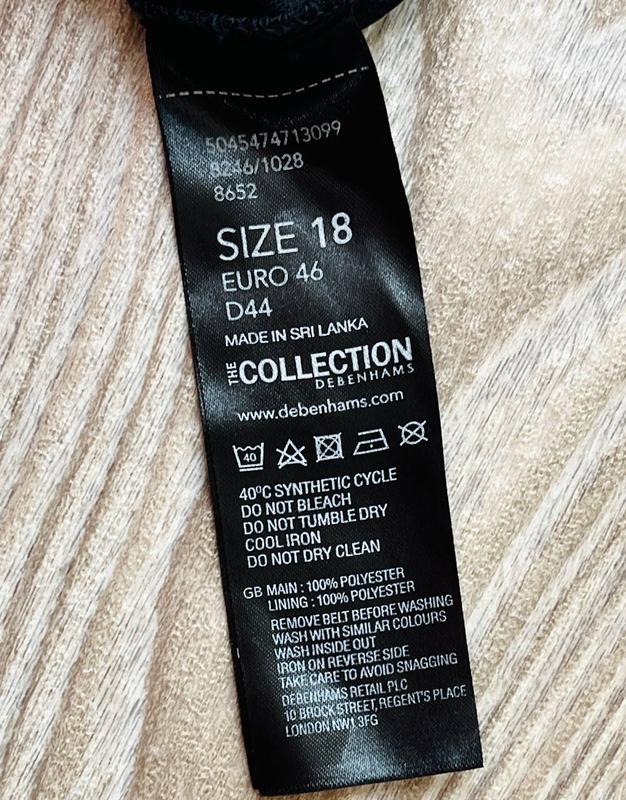 5045474713099
8246/1028
8652
SIZE 18
EURO 46
D44
MADE IN SRI LANKA
THE COLLECTION
DEBENHAMS
www.debenhams.com
40
40°C SYNTHETIC CYCLE
DO NOT BLEACH
DO NOT TUMBLE DRY
COOL IRON
DO NOT DRY CLEAN
GB MAIN : 100% POLYESTER
LINING : 100% POLYESTER
REMOVE BELT BEFORE WASHING
WASH WITH SIMILAR COLOURS
WASH INSIDE OUT
IRON ON REVERSE SIDE
TAKE CARE TO AVOID SNAGGING
DEBENHAMS RETAIL PLC
10 BROCK STREET, REGENT'S PLACE
LONDON NW1 3FG